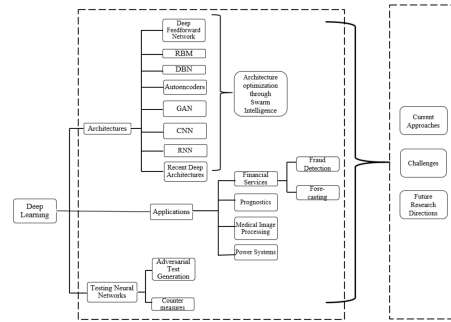 Deep
Feedforward
Network
RBM
DBN
Autoencoders
GAN
CNN
RNN
Recent Deep
Architectures
Architecture
optimization
through
Swarm
Intelligence
Architectures
Deep
Learning
Applications
Financial
Services
Fraud
Detection
Fore-
casting
Prognostics
Medical Image
Processing
Power Systems
Testing Neural
Networks
Adversarial
Test
Generation
Counter
measures
Current
Approaches
Challenges
Future
Research
Directions